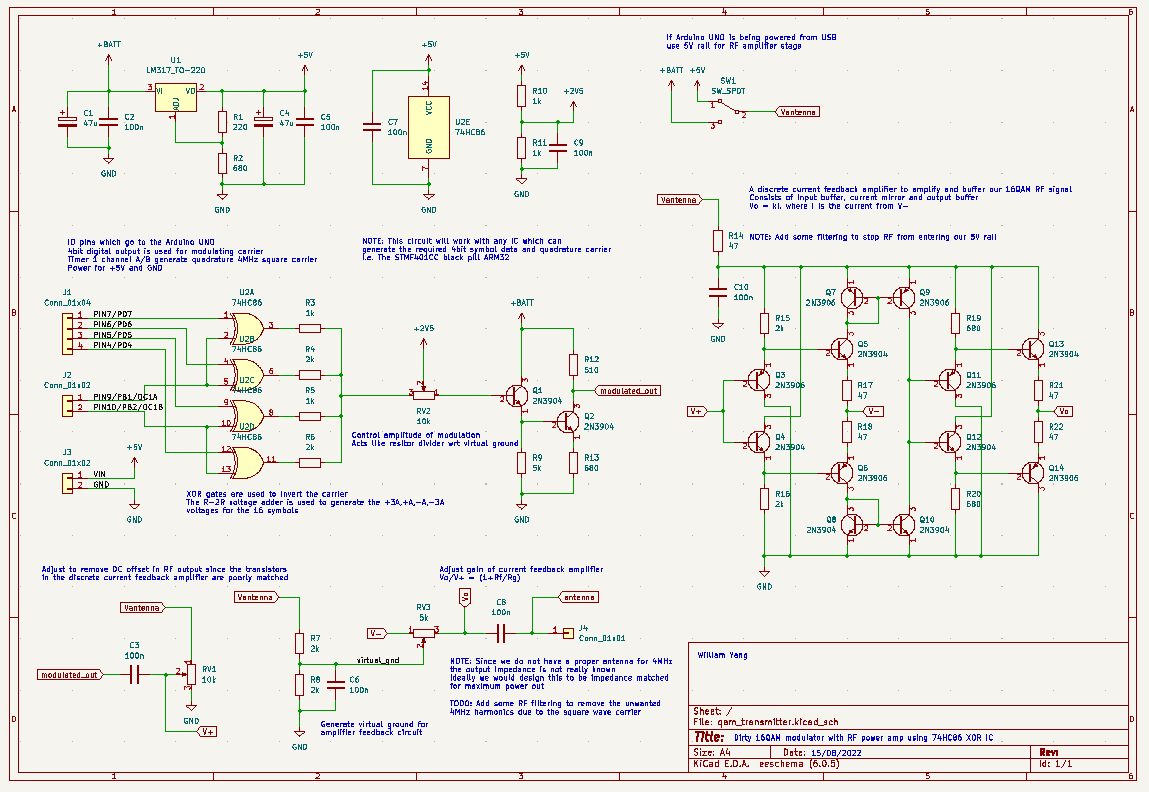 1 2 3 4 5 6
A B C D
+BATT
U1
LM317_TO-220
3 VI VO 2
ADJ
1
C1
47u
C2
100n
R1
220
R2
680
C4
47u
C5
100n
+5V
GND
GND
+5V
14
VCC
GND
7
U2E
74HC86
C7
100n
GND
R10
1k
+2V5
R11
1k
C9
100n
GND
+5V
If Arduino UNO is being powered from USB
use 5V rail for RF amplifier stage
+BATT +5V
SW1
SW_SPDT
1
2
3
Vantenna
IO pins which go to the Arduino UNO
4bit digital output is used for modulating carrier
Timer 1 channel A/B generate quadrature 4MHz square carrier
Power for +5V and GND
NOTE: This circuit will work with any IC which can
generate the required 4bit symbol data and quadrature carrier
i.e. The STMF401CC black pill ARM32
J1
Conn_01x04
1 PIN7/PD7
2 PIN6/PD6
3 PIN5/PD5
4 PIN4/PD4
J2
Conn_01x02
1 PIN9/PB1/OC1A
2 PIN10/PB2/OC1B
J3
Conn_01x02
1 VIN
2 GND
+5V
GND
U2A
74HC86
1
2
3
U2B
74HC86
4
5
6
U2C
74HC86
9
10
8
U2D
74HC86
12
13
11
R3
1k
R4
2k
R5
1k
R6
2k
XOR gates are used to invert the carrier
The R-2R voltage adder is used to generate the +3A,+A,-A,-3A
voltages for the 16 symbols
+2V5
1 2 3
RV2
10k
Control amplitude of modulation
Acts like resitor divider wrt virtual ground
+BATT
R12
510
modulated_out
Q1
2N3904
Q2
2N3904
R9
5k
R13
680
GND
A discrete current feedback amplifier to amplify and buffer our 16QAM RF signal
Consists of input buffer, current mirror and output buffer
Vo = kI, where I is the current from V-
Vantenna
R14
47
NOTE: Add some filtering to stop RF from entering our 5V rail
C10
100n
GND
R15
2k
Q7
2N3906
Q9
2N3906
R19
680
Q5
2N3904
Q13
2N3904
Q3
2N3906
R17
47
Q11
2N3906
R21
47
V+
V-
Vo
R18
47
R22
47
Q4
2N3904
Q12
2N3904
Q6
2N3906
Q14
2N3906
R16
2k
R20
680
Q8
2N3904
Q10
2N3904
GND
Adjust to remove DC offset in RF output since the transistors
in the discrete current feedback amplifier are poorly matched
Vantenna
C3
100n
modulated_out
RV1
10k
GND
V+
Vantenna
R7
2k
R8
2k
virtual_gnd
C6
100n
GND
Generate virtual ground for
amplifier feedback circuit
Adjust gain of current feedback amplifier
Vo/V+ = (1+Rf/Rg)
V-
RV3
5k
1 2 3
Vo
C8
100n
antenna
1
J4
Conn_01x01
NOTE: Since we do not have a proper antenna for 4MHz
the output impedance is not really known
Ideally we would design this to be impedance matched
for maximum power out
TODO: Add some RF filtering to remove the unwanted
4MHz harmonics due to the square wave carrier
William Yang
Sheet: /
File: qam_transmitter.kicad_sch
Title: Dirty 16QAM modulator with RF power amp using 74HC86 XOR IC
Size: A4 Date: 15/08/2022 Rev:
KiCad E.D.A. eeschema (6.0.5) Id: 1/1
1 2 3 4 5 6